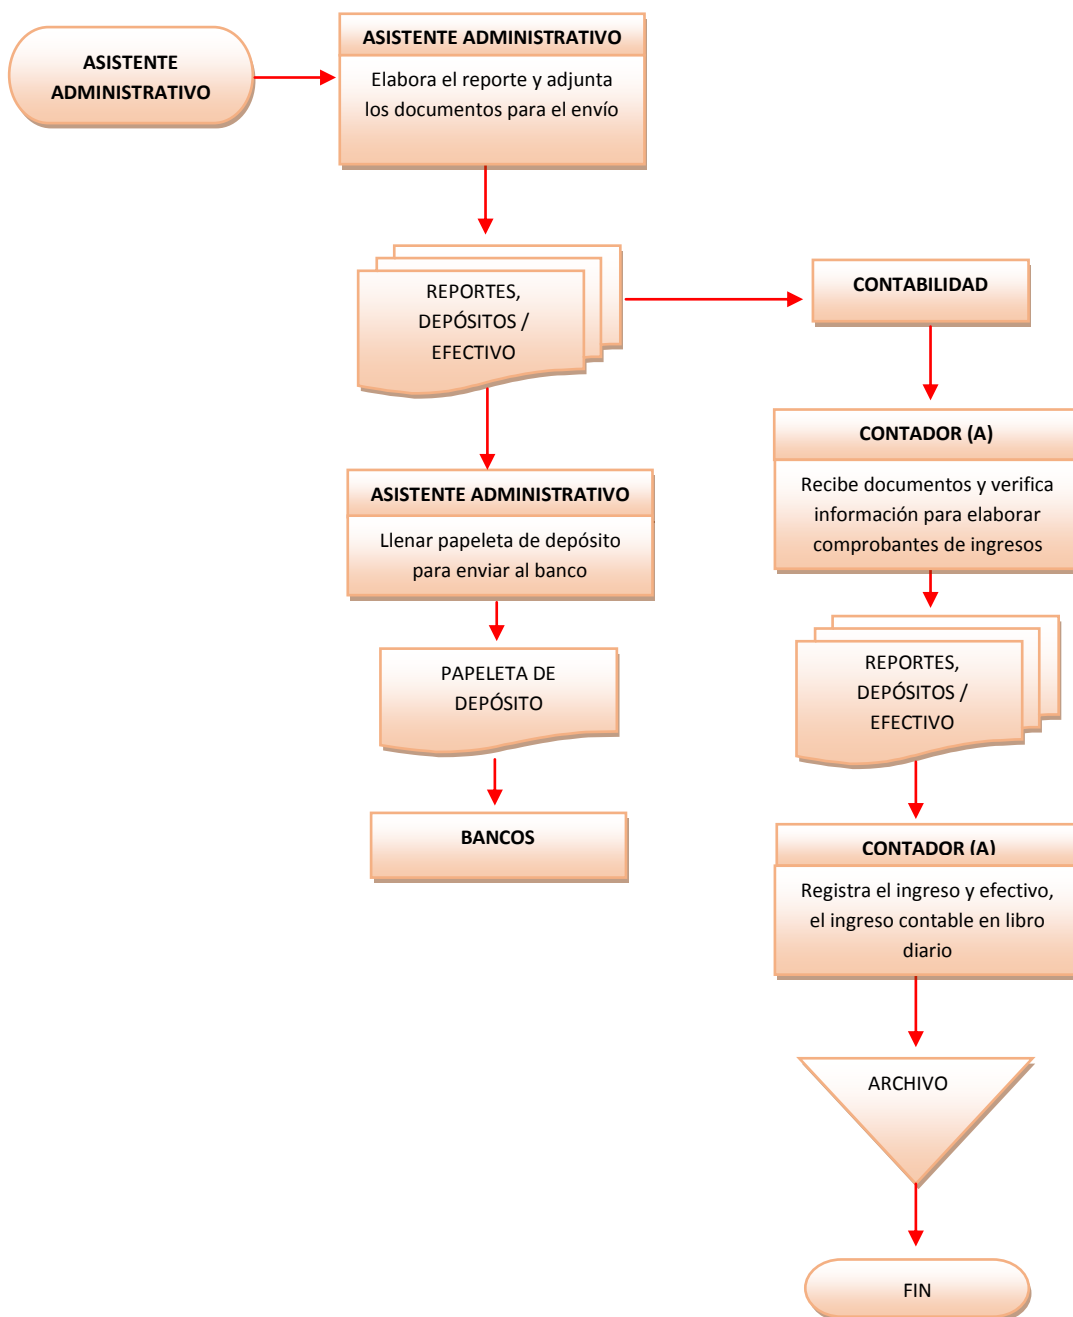 ASISTENTE
ADMINISTRATIVO
ASISTENTE ADMINISTRATIVO
Elabora el reporte y adjunta
los documentos para el envío
REPORTES,
DEPÓSITOS /
EFECTIVO
CONTABILIDAD
ASISTENTE ADMINISTRATIVO
Llenar papeleta de depósito
para enviar al banco
PAPELETA DE
DEPÓSITO
BANCOS
CONTADOR (A)
Recibe documentos y verifica
información para elaborar
comprobantes de ingresos
REPORTES,
DEPÓSITOS /
EFECTIVO
CONTADOR (A)
Registra el ingreso y efectivo,
el ingreso contable en libro
diario
ARCHIVO
FIN